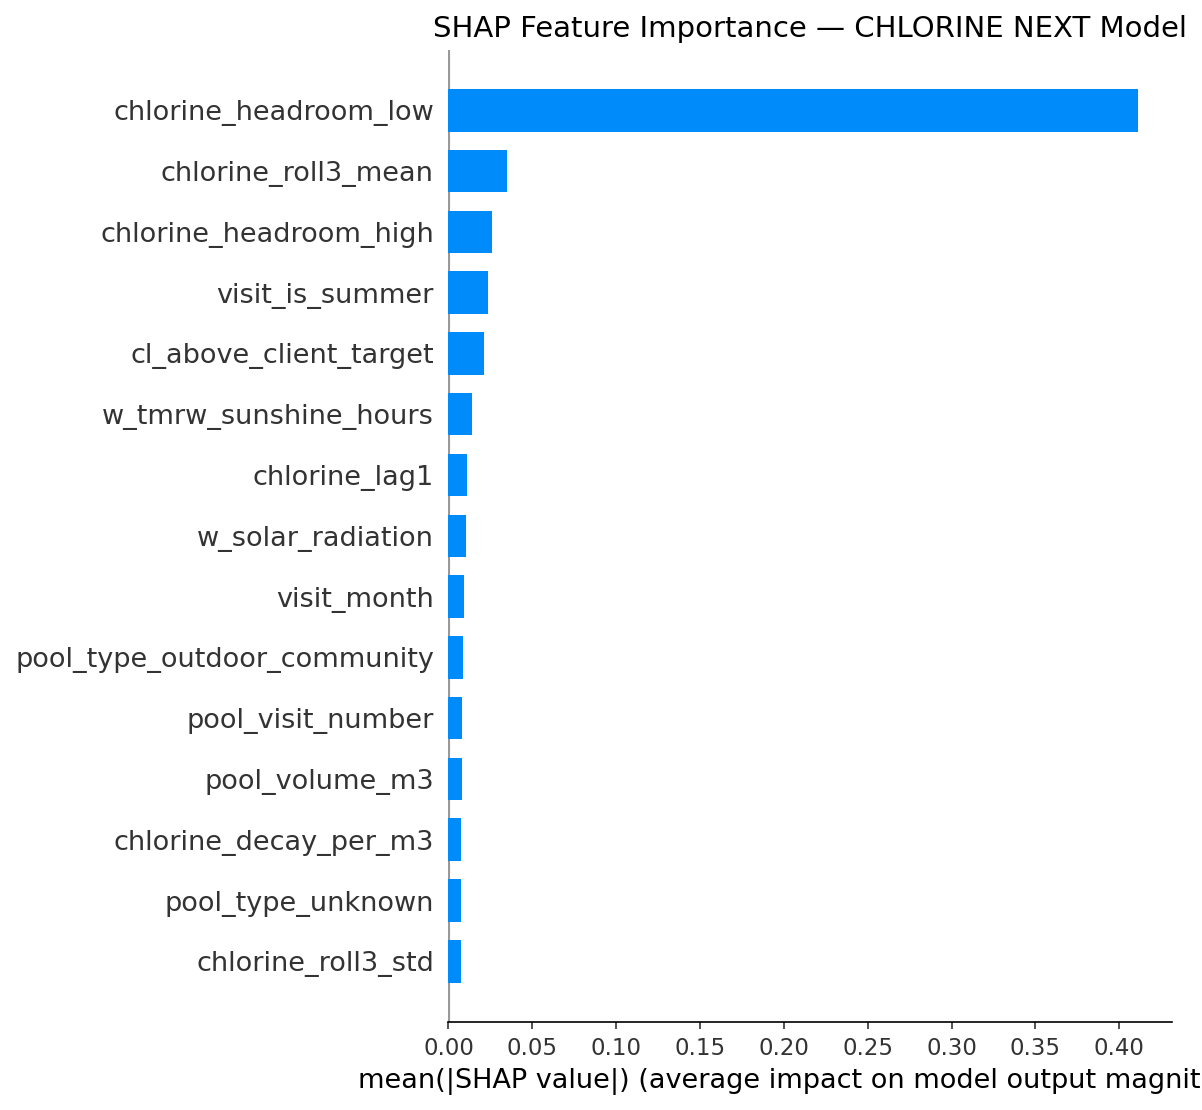 SHAP Feature Importance — CHLORINE NEXT Model
chlorine_headroom_low
chlorine_roll3_mean
chlorine_headroom_high
visit_is_summer
cl_above_client_target
w_tmrw_sunshine_hours
chlorine_lag1
w_solar_radiation
visit_month
pool_type_outdoor_community
pool_visit_number
pool_volume_m3
chlorine_decay_per_m3
pool_type_unknown
chlorine_roll3_std
0.00 0.05 0.10 0.15 0.20 0.25 0.30 0.35 0.40
mean(|SHAP value|) (average impact on model output magnit